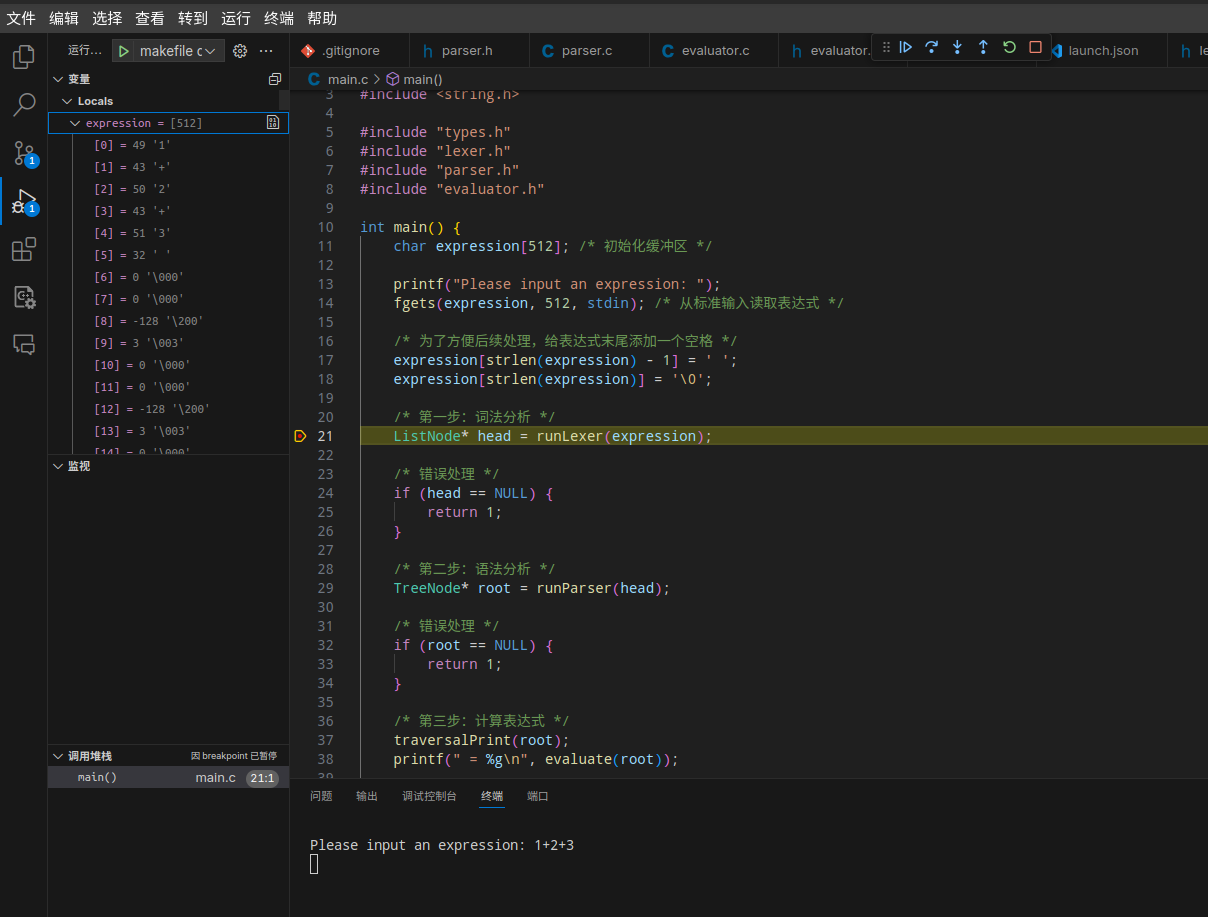 文件 编辑 选择 查看 转到 运行 终端 帮助
运行… makefile c
.gitignore parser.h parser.c evaluator.c evaluator. launch.json le
变量
main.c > main()
Locals
expression = [512]
[0] = 49 '1'
[1] = 43 '+'
[2] = 50 '2'
[3] = 43 '+'
[4] = 51 '3'
[5] = 32 ' '
[6] = 0 '\000'
[7] = 0 '\000'
[8] = -128 '\200'
[9] = 3 '\003'
[10] = 0 '\000'
[11] = 0 '\000'
[12] = -128 '\200'
[13] = 3 '\003'
[14] = 0 '\000'
监视
调用堆栈 因 breakpoint 已暂停
main() main.c 21:1
1
1
3 #include <string.h>
4
5 #include "types.h"
6 #include "lexer.h"
7 #include "parser.h"
8 #include "evaluator.h"
9
10 int main() {
11 char expression[512]; /* 初始化缓冲区 */
12
13 printf("Please input an expression: ");
14 fgets(expression, 512, stdin); /* 从标准输入读取表达式 */
15
16 /* 为了方便后续处理，给表达式末尾添加一个空格 */
17 expression[strlen(expression) - 1] = ' ';
18 expression[strlen(expression)] = '\0';
19
20 /* 第一步：词法分析 */
21 ListNode* head = runLexer(expression);
22
23 /* 错误处理 */
24 if (head == NULL) {
25 return 1;
26 }
27
28 /* 第二步：语法分析 */
29 TreeNode* root = runParser(head);
30
31 /* 错误处理 */
32 if (root == NULL) {
33 return 1;
34 }
35
36 /* 第三步：计算表达式 */
37 traversalPrint(root);
38 printf(" = %g\n", evaluate(root));
39
问题 输出 调试控制台 终端 端口
Please input an expression: 1+2+3